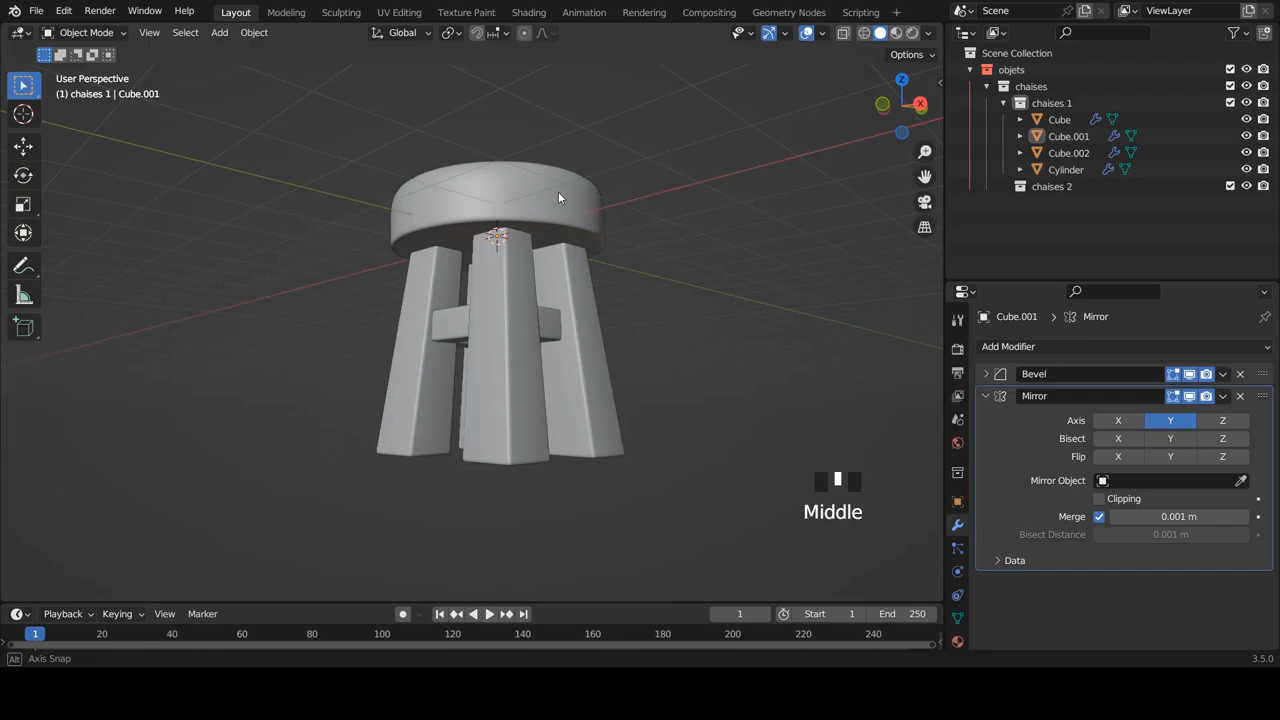 File Edit Render Window Help Layout Modeling Sculpting UV Editing Texture Paint Shading Animation Rendering Compositing Geometry Nodes Scripting + Scene ViewLayer
Object Mode View Select Add Object Global
Options
User Perspective
(1) chaises 1 | Cube.001
Z
X
Scene Collection
objets
chaises
chaises 1
Cube
Cube.001
Cube.002
Cylinder
chaises 2
Cube.001 > Mirror
Add Modifier
Bevel
Mirror
Axis X Y Z
Bisect X Y Z
Flip X Y Z
Mirror Object
Clipping
Merge 0.001 m
Bisect Distance 0.001 m
Data
Middle
Playback Keying View Marker 1 Start 1 End 250
1 20 40 60 80 100 120 140 160 180 200 220 240
Alt Axis Snap 3.5.0